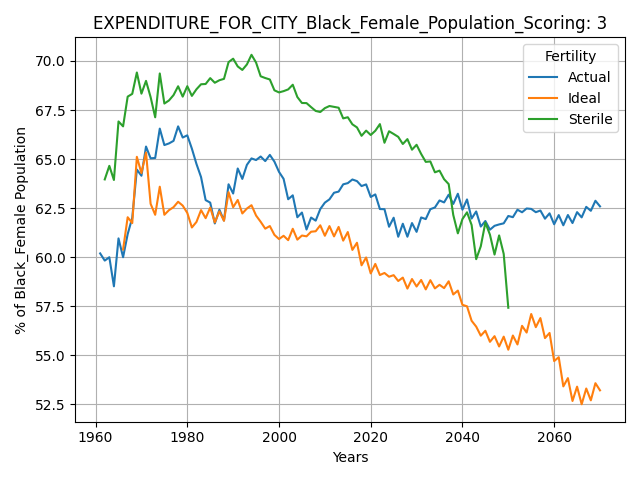 EXPENDITURE_FOR_CITY_Black_Female_Population_Scoring: 3
Fertility
Actual
Ideal
Sterile
% of Black_Female Population
70.0
67.5
65.0
62.5
60.0
57.5
55.0
52.5
1960 1980 2000 2020 2040 2060
Years